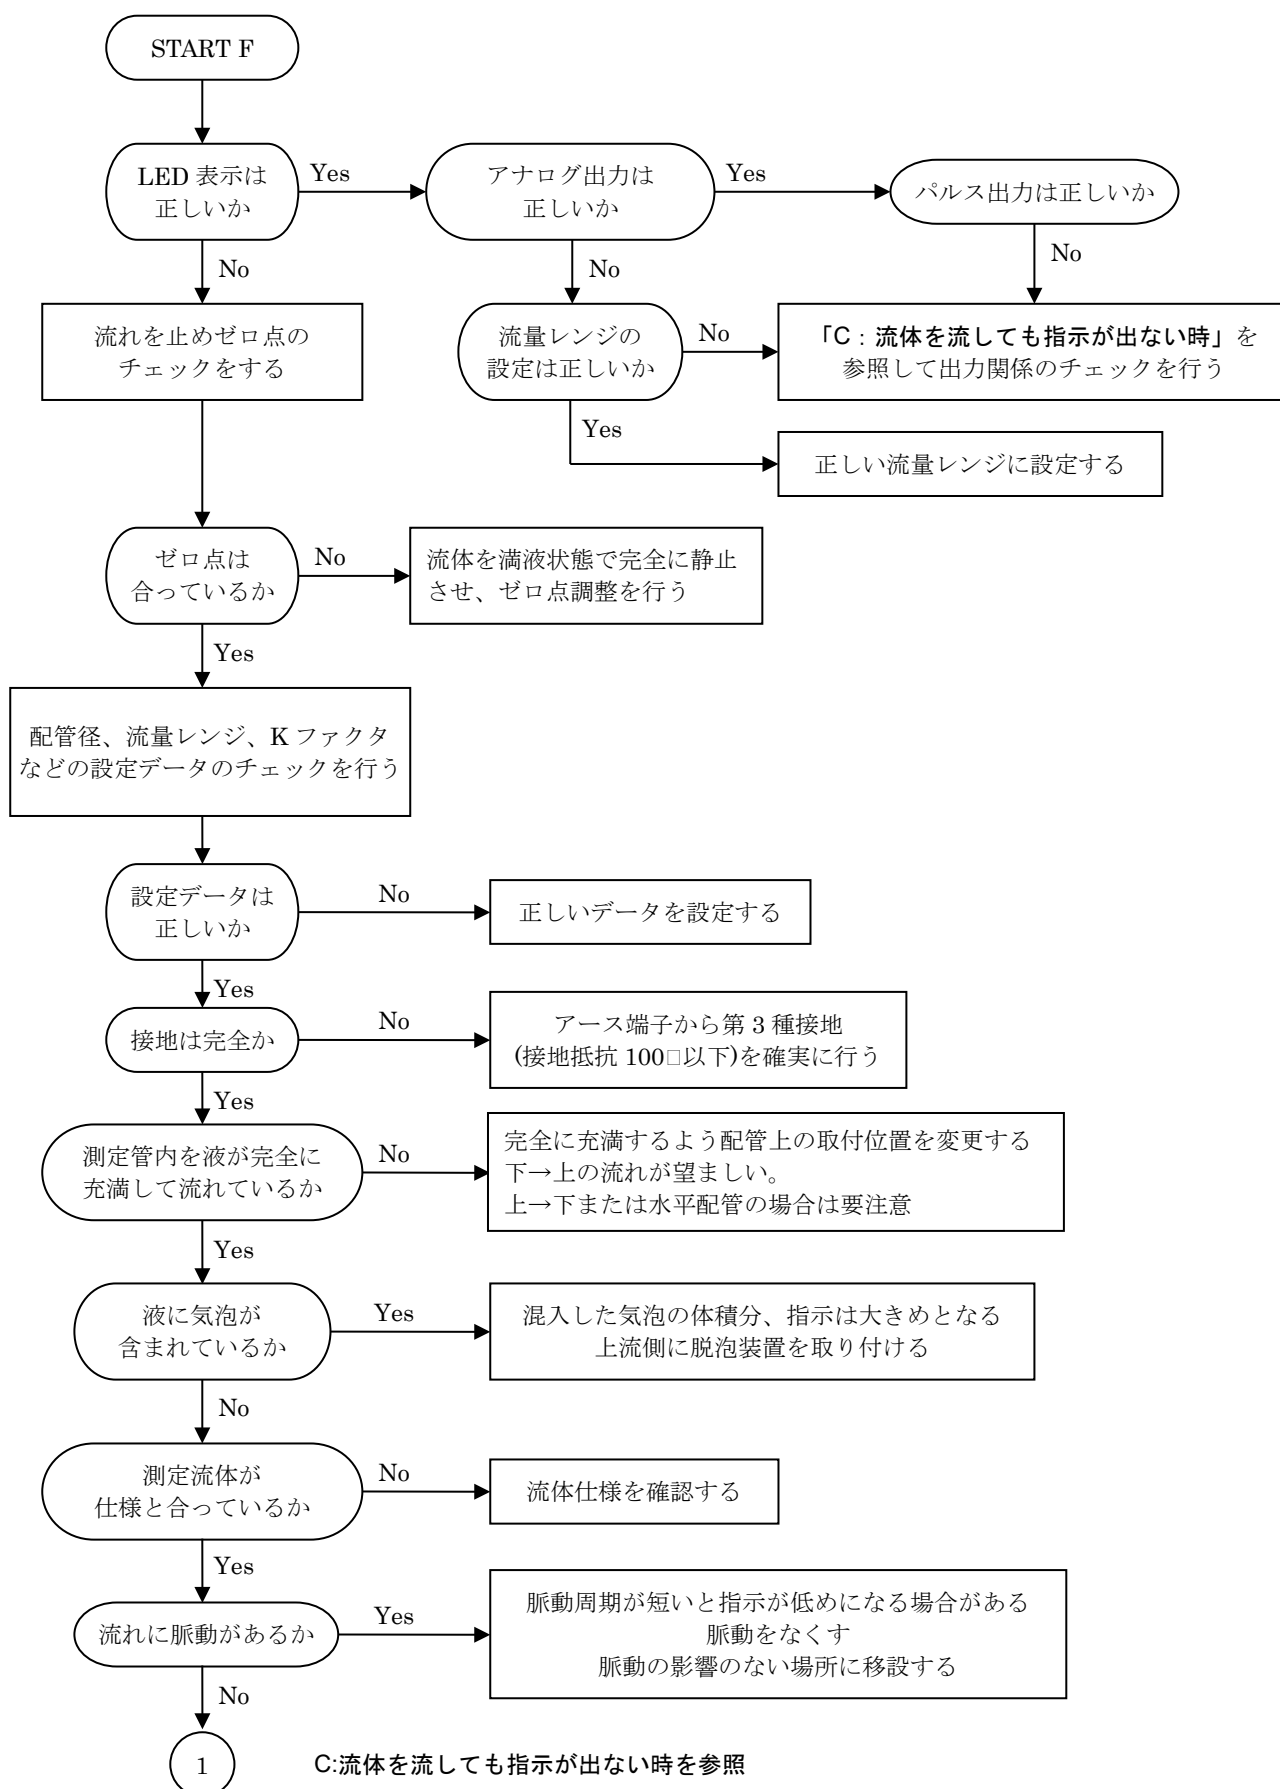 START F
LED 表示は
正しいか
Yes
アナログ出力は
正しいか
Yes
パルス出力は正しいか
No
No
No
流れを止めゼロ点の
チェックをする
流量レンジの
設定は正しいか
No
「C：流体を流しても指示が出ない時」を
参照して出力関係のチェックを行う
Yes
正しい流量レンジに設定する
ゼロ点は
合っているか
No
流体を満液状態で完全に静止
させ、ゼロ点調整を行う
Yes
配管径、流量レンジ、K ファクタ
などの設定データのチェックを行う
設定データは
正しいか
No
正しいデータを設定する
Yes
接地は完全か
No
アース端子から第 3 種接地
(接地抵抗 100□以下)を確実に行う
Yes
測定管内を液が完全に
充満して流れているか
No
完全に充満するよう配管上の取付位置を変更する
下→上の流れが望ましい。
上→下または水平配管の場合は要注意
Yes
液に気泡が
含まれているか
Yes
混入した気泡の体積分、指示は大きめとなる
上流側に脱泡装置を取り付ける
No
測定流体が
仕様と合っているか
No
流体仕様を確認する
Yes
流れに脈動があるか
Yes
脈動周期が短いと指示が低めになる場合がある
脈動をなくす
脈動の影響のない場所に移設する
No
1
C:流体を流しても指示が出ない時を参照